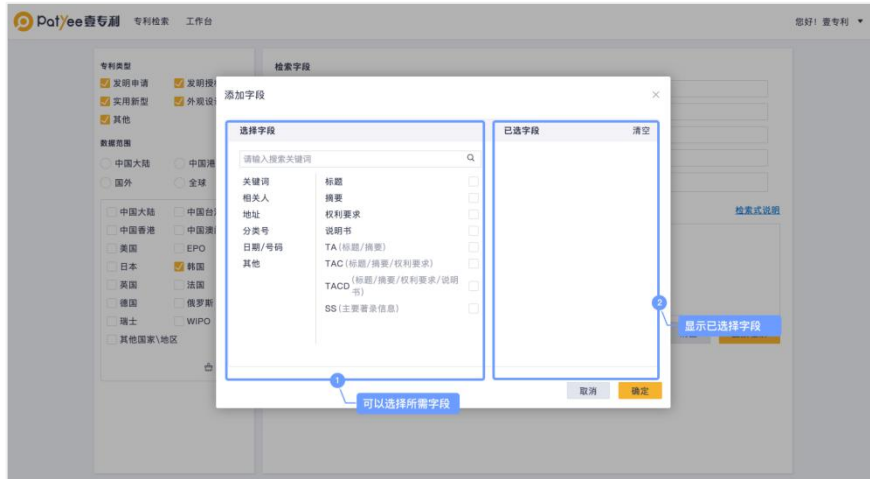 Patyee壹专利 专利检索 工作台 您好！壹专利
专利类型
发明申请 发明授
实用新型 外观设
其他
数据范围
中国大陆 中国港
国外 全球
中国大陆 中国台
中国香港 中国澳
美国 EPO
日本 韩国
英国 法国
德国 俄罗斯
瑞士 WIPO
其他国家\地区
检索字段
检索式说明
添加字段
选择字段
请输入搜索关键词
关键词
相关人
地址
分类号
日期/号码
其他
标题
摘要
权利要求
说明书
TA(标题/摘要)
TAC(标题/摘要/权利要求)
TACD(标题/摘要/权利要求/说明
书)
SS(主要著录信息)
已选字段 清空
1
可以选择所需字段
2
显示已选择字段
取消 确定